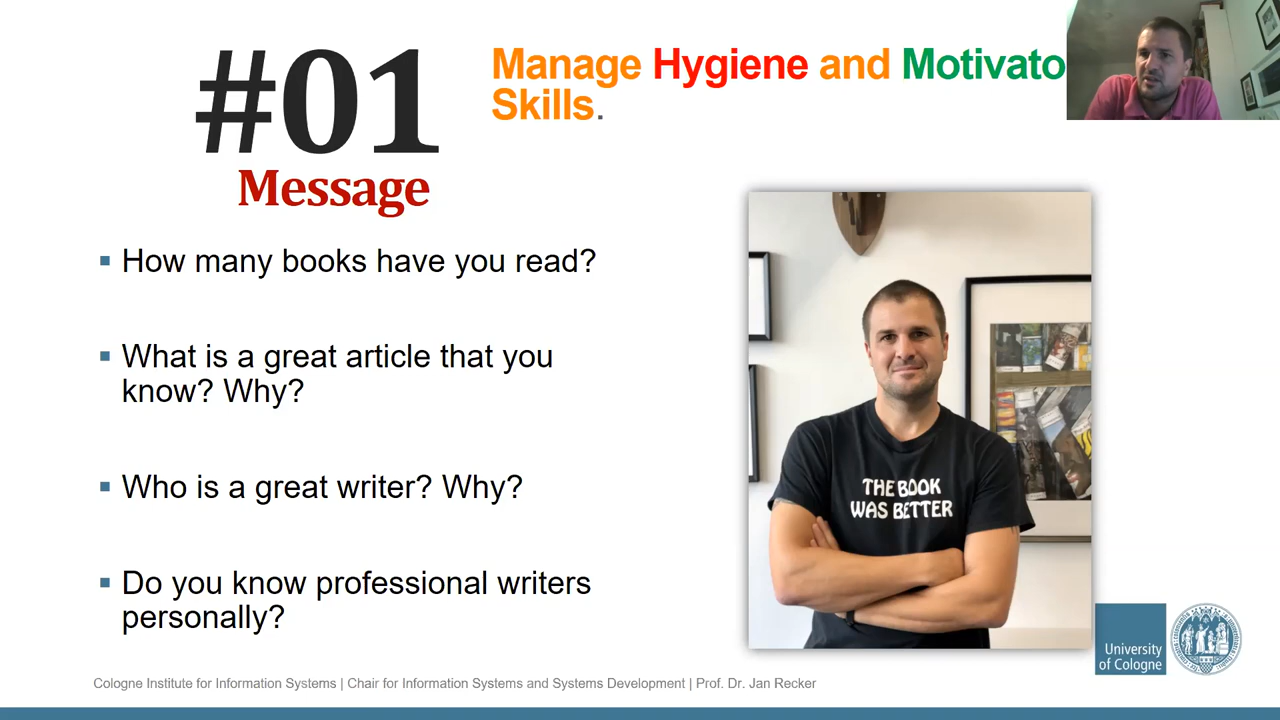 #01
Message
Manage Hygiene and Motivato
Skills.
How many books have you read?
What is a great article that you
know? Why?
Who is a great writer? Why?
Do you know professional writers
personally?
THE BOOK
WAS BETTER
University
of Cologne
Cologne Institute for Information Systems | Chair for Information Systems and Systems Development | Prof. Dr. Jan Recker